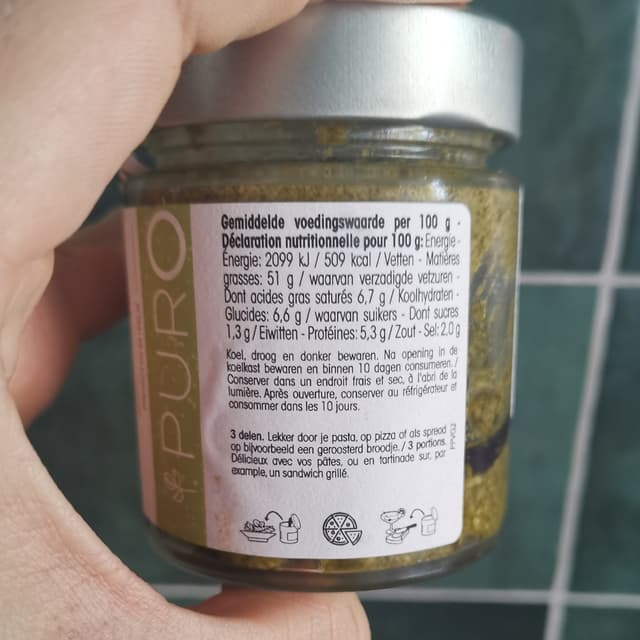 PURO
Gemiddelde voedingswaarde per 100 g -
Déclaration nutritionnelle pour 100 g: Energie -
Énergie: 2099 kJ / 509 kcal / Vetten - Matières
grasses: 51 g / waarvan verzadigde vetzuren -
Dont acides gras saturés 6,7 g / Koolhydraten -
Glucides: 6,6 g / waarvan suikers - Dont sucres
1,3 g / Eiwitten - Protéines: 5,3 g / Zout - Sel: 2.0 g
Koel, droog en donker bewaren. Na opening in de
koelkast bewaren en binnen 10 dagen consumeren. /
Conserver dans un endroit frais et sec, à l'abri de la
lumière. Après ouverture, conserver au réfrigérateur et
consommer dans les 10 jours.
3 delen. Lekker door je pasta, op pizza of als spread
op bijvoorbeeld een geroosterd broodje. / 3 portions.
Délicieux avec vos pâtes, ou en tartinade sur, par
example, un sandwich grillé.